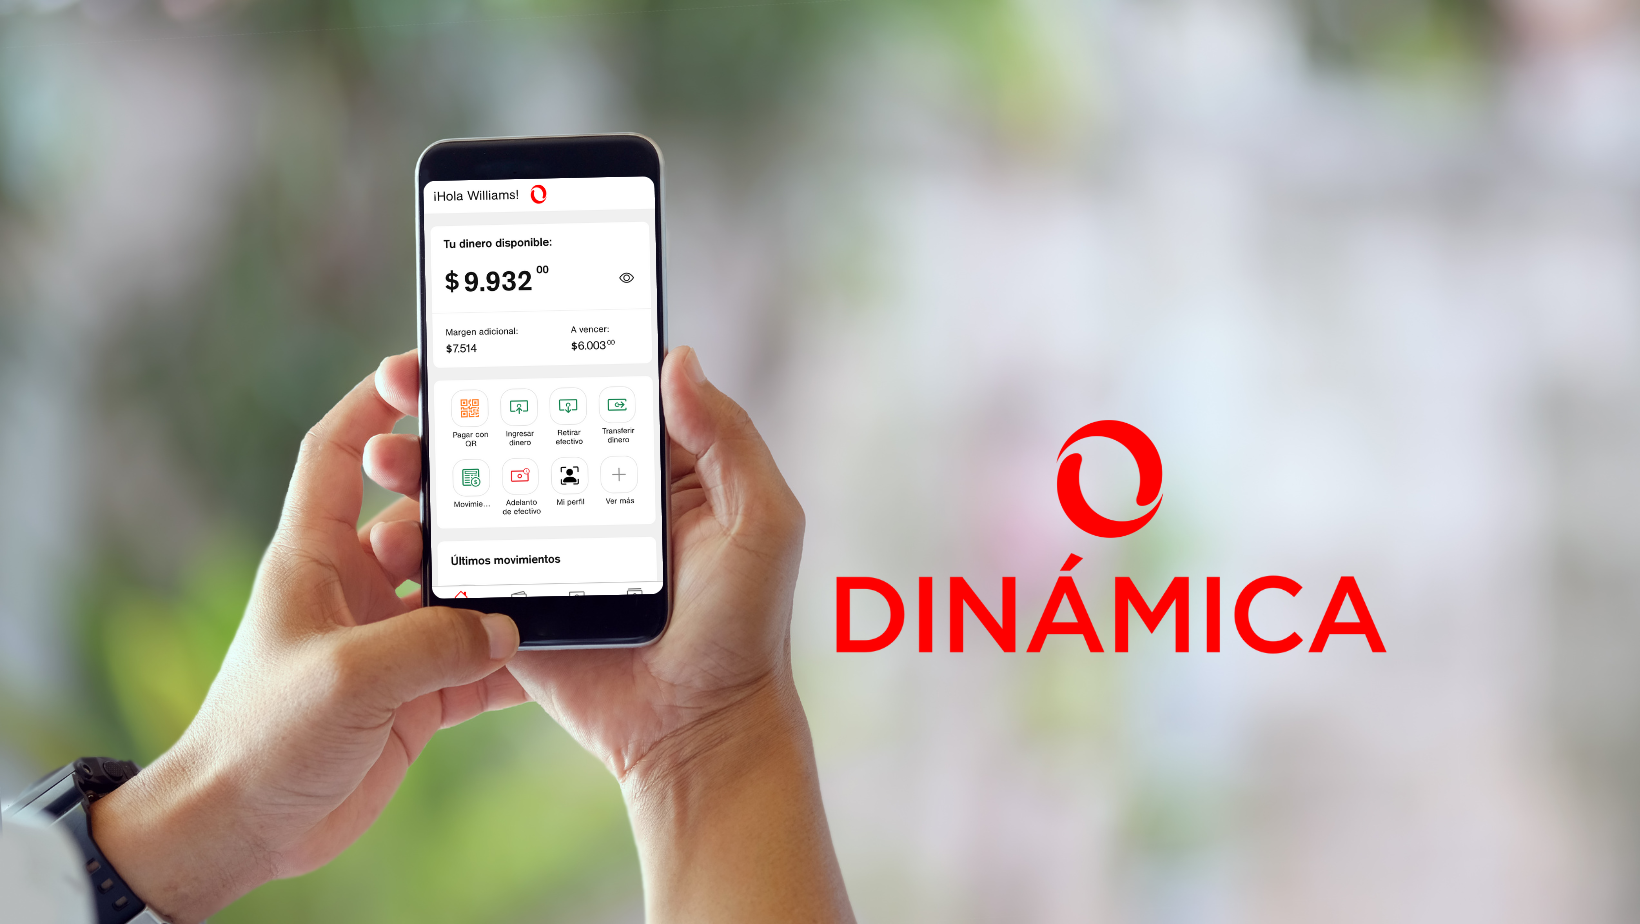 ¡Hola Williams!
Tu dinero disponible:
$9.932 00
Margen adicional:
$7.514
A vencer:
$6.003 00
Pagar con
QR
Ingresar
dinero
Retirar
efectivo
Transferir
dinero
Movimie...
Adelanto
de efectivo
Mi perfil
Ver más
Últimos movimientos
DINÁMICA